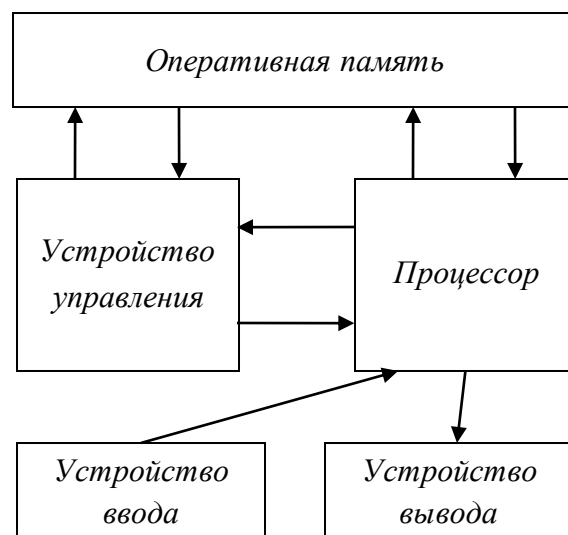 Оперативная память
Устройство
управления
Процессор
Устройство
ввода
Устройство
вывода